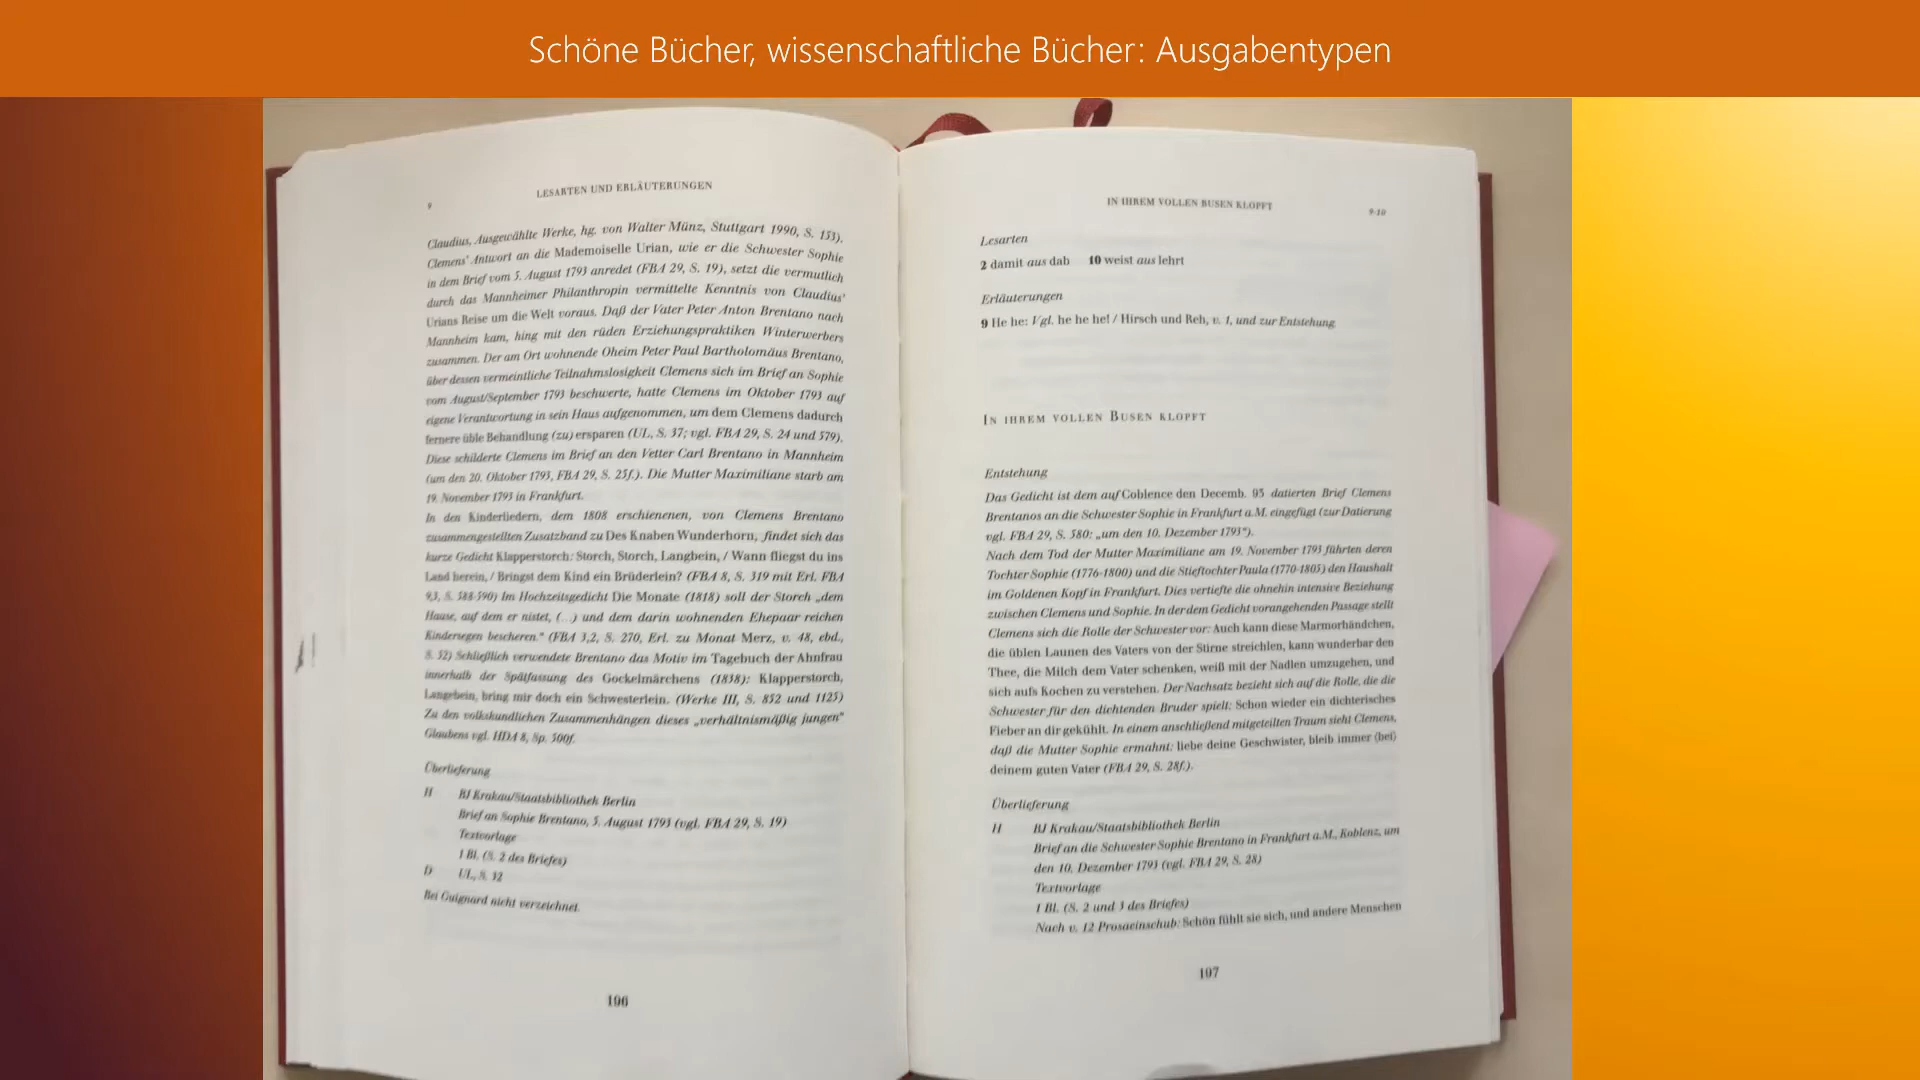 Schöne Bücher, wissenschaftliche Bücher: Ausgabentypen
LESARTEN UND ERLÄUTERUNGEN
9
Claudius, Ausgewählte Werke, hg. von Walter Münz, Stuttgart 1990, S. 153).
Clemens' Antwort an die Mademoiselle Urian, wie er die Schwester Sophie
in dem Brief vom 5. August 1793 anredet (FBA 29, S. 19), setzt die vermutlich
durch das Mannheimer Philanthropin vermittelte Kenntnis von Claudius'
Urians Reise um die Welt voraus. Daß der Vater Peter Anton Brentano nach
Mannheim kam, hing mit den rüden Erziehungspraktiken Winterwerbers
zusammen. Der am Ort wohnende Oheim Peter Paul Bartholomäus Brentano,
über dessen vermeintliche Teilnahmslosigkeit Clemens sich im Brief an Sophie
vom August/September 1793 beschwerte, hatte Clemens im Oktober 1793 auf
eigene Verantwortung in sein Haus aufgenommen, um dem Clemens dadurch
fernere üble Behandlung (zu) ersparen (UL, S. 37; vgl. FBA 29, S. 24 und 579).
Diese schilderte Clemens im Brief an den Vetter Carl Brentano in Mannheim
(um den 20. Oktober 1793, FBA 29, S. 25f.). Die Mutter Maximiliane starb am
19. November 1793 in Frankfurt.
In den Kinderliedern, dem 1808 erschienenen, von Clemens Brentano
zusammengestellten Zusatzband zu Des Knaben Wunderhorn, findet sich das
kurze Gedicht Klapperstorch: Storch, Storch, Langbein, / Wann fliegst du ins
Land herein, / Bringst dem Kind ein Brüderlein? (FBA 8, S. 319 mit Erl. FBA
9,3, S. 588-590) Im Hochzeitsgedicht Die Monate (1818) soll der Storch „dem
Hause, auf dem er nistet, (...) und dem darin wohnenden Ehepaar reichen
Kindersegen bescheren.“ (FBA 3,2, S. 270, Erl. zu Monat Merz, v. 48, ebd.,
S. 52) Schließlich verwendete Brentano das Motiv im Tagebuch der Ahnfrau
innerhalb der Spätfassung des Gockelmärchens (1838): Klapperstorch,
Langbein, bring mir doch ein Schwesterlein. (Werke III, S. 852 und 1125)
Zu den volkskundlichen Zusammenhängen dieses „verhältnismäßig jungen“
Glaubens vgl. HDA 8, Sp. 500f.
Überlieferung
H BJ Krakau/Staatsbibliothek Berlin
Brief an Sophie Brentano, 5. August 1793 (vgl. FBA 29, S. 19)
Textvorlage
1 Bl. (S. 2 des Briefes)
D UL, S. 32
Bei Guignard nicht verzeichnet.
196
IN IHREM VOLLEN BUSEN KLOPFT
9-10
Lesarten
2 damit aus dab 10 weist aus lehrt
Erläuterungen
9 He he: Vgl. he he he! / Hirsch und Reh, v. 1, und zur Entstehung.
IN IHREM VOLLEN BUSEN KLOPFT
Entstehung
Das Gedicht ist dem auf Coblence den Decemb. 93 datierten Brief Clemens
Brentanos an die Schwester Sophie in Frankfurt a.M. eingefügt (zur Datierung
vgl. FBA 29, S. 580: „um den 10. Dezember 1793“).
Nach dem Tod der Mutter Maximiliane am 19. November 1793 führten deren
Tochter Sophie (1776-1800) und die Stieftochter Paula (1770-1805) den Haushalt
im Goldenen Kopf in Frankfurt. Dies vertiefte die ohnehin intensive Beziehung
zwischen Clemens und Sophie. In der dem Gedicht vorangehenden Passage stellt
Clemens sich die Rolle der Schwester vor: Auch kann diese Marmorhändchen,
die üblen Launen des Vaters von der Stirne streichlen, kann wunderbar den
Thee, die Milch dem Vater schenken, weiß mit der Nadlen umzugehen, und
sich aufs Kochen zu verstehen. Der Nachsatz bezieht sich auf die Rolle, die die
Schwester für den dichtenden Bruder spielt: Schon wieder ein dichterisches
Fieber an dir gekühlt. In einem anschließend mitgeteilten Traum sieht Clemens,
daß die Mutter Sophie ermahnt: liebe deine Geschwister, bleib immer (bei)
deinem guten Vater (FBA 29, S. 28f.).
Überlieferung
H BJ Krakau/Staatsbibliothek Berlin
Brief an die Schwester Sophie Brentano in Frankfurt a.M., Koblenz, um
den 10. Dezember 1793 (vgl. FBA 29, S. 28)
Textvorlage
1 Bl. (S. 2 und 3 des Briefes)
Nach v. 12 Prosaeinschub: Schön fühlt sie sich, und andere Menschen
197